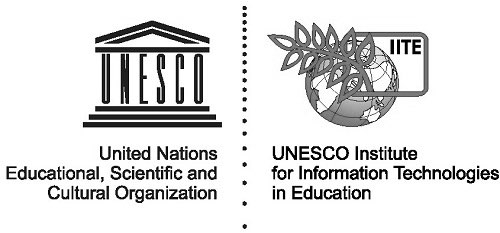 UNESCO
United Nations
Educational, Scientific and
Cultural Organization
IITE
UNESCO Institute
for Information Technologies
in Education